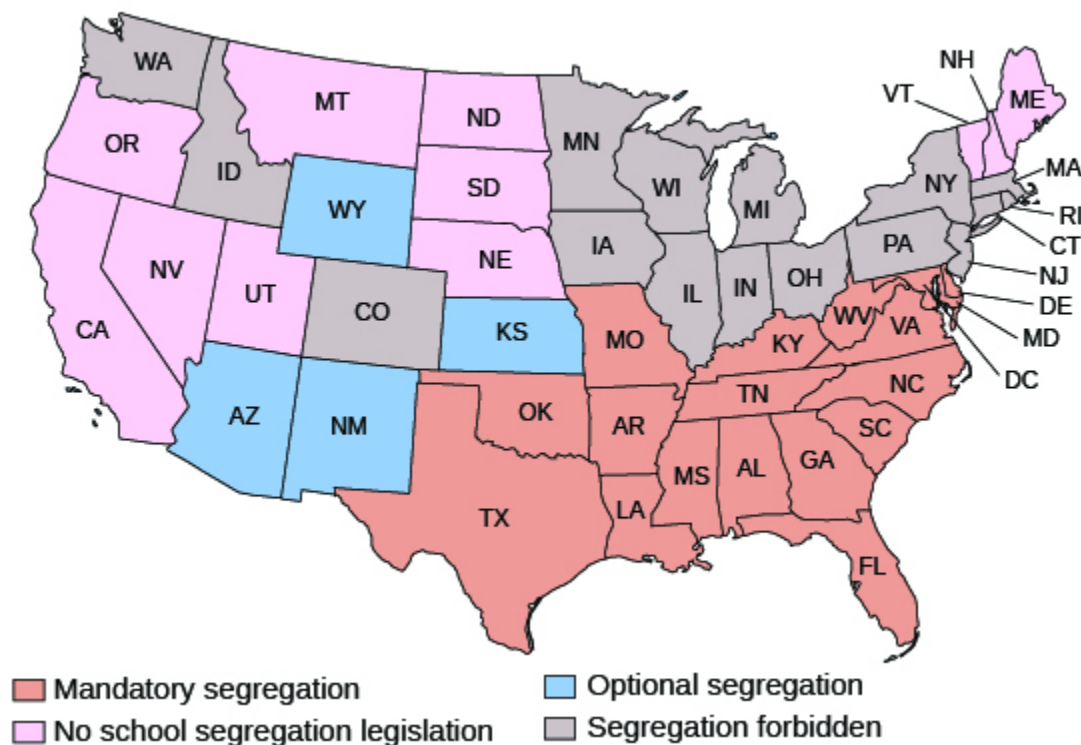 NH
WA
VT
ME
MT
ND
MN
OR
MA
ID
SD
WI
NY
WY
MI
RI
CT
PA
NE
IA
NV
NJ
UT
IL
IN
OH
CO
DE
CA
KS
MO
WV
VA
MD
KY
DC
NC
TN
AZ
NM
OK
AR
SC
MS
AL
GA
TX
LA
FL
Mandatory segregation
Optional segregation
No school segregation legislation
Segregation forbidden